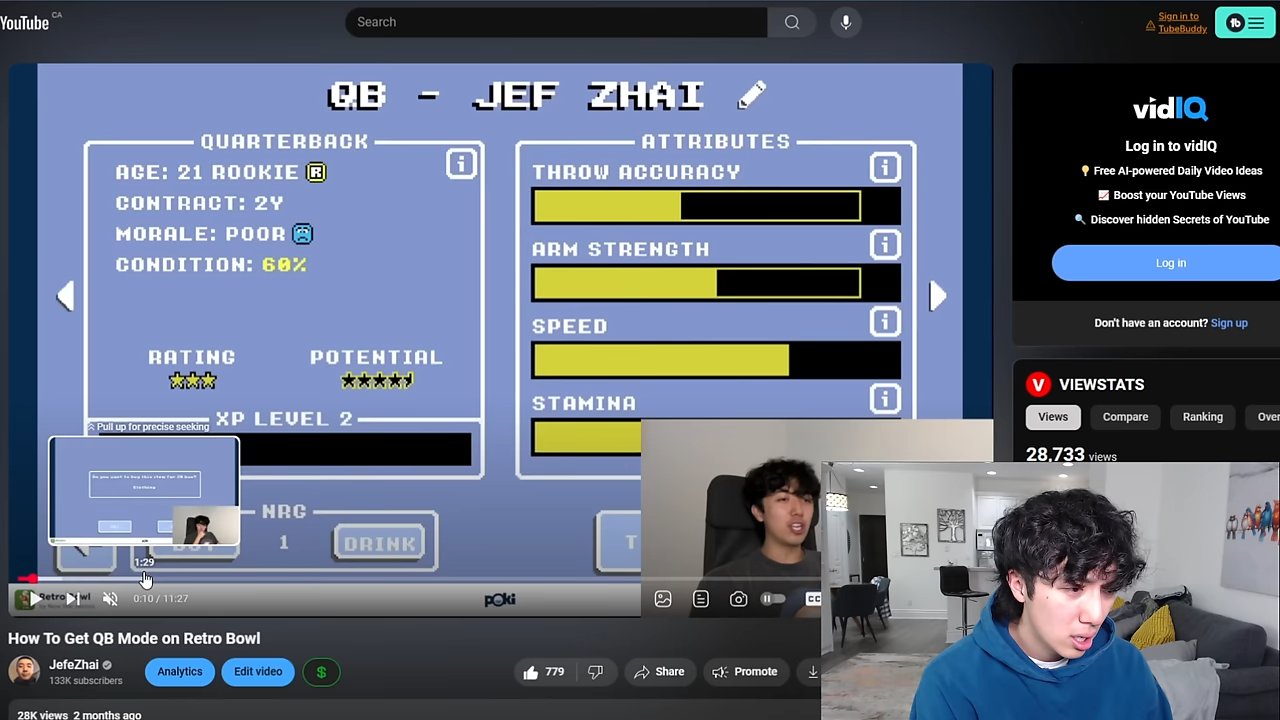 YouTube CA
Search
Sign in to
TubeBuddy
tb
QB - JEF ZHAI
QUARTERBACK
AGE: 21 ROOKIE R
CONTRACT: 2Y
MORALE: POOR
CONDITION: 60%
RATING
POTENTIAL
XP LEVEL 2
ATTRIBUTES
THROW ACCURACY
ARM STRENGTH
SPEED
STAMINA
Pull up for precise seeking
1:29
NRG
1
DRINK
T
Retro Bowl
0:10 / 11:27
poki
CC
How To Get QB Mode on Retro Bowl
JefeZhai
133K subscribers
Analytics
Edit video
$
779
Share
Promote
28K views 2 months ago
vidIQ
Log in to vidIQ
Free AI-powered Daily Video Ideas
Boost your YouTube Views
Discover hidden Secrets of YouTube
Log in
Don't have an account? Sign up
V VIEWSTATS
Views
Compare
Ranking
28,733 views